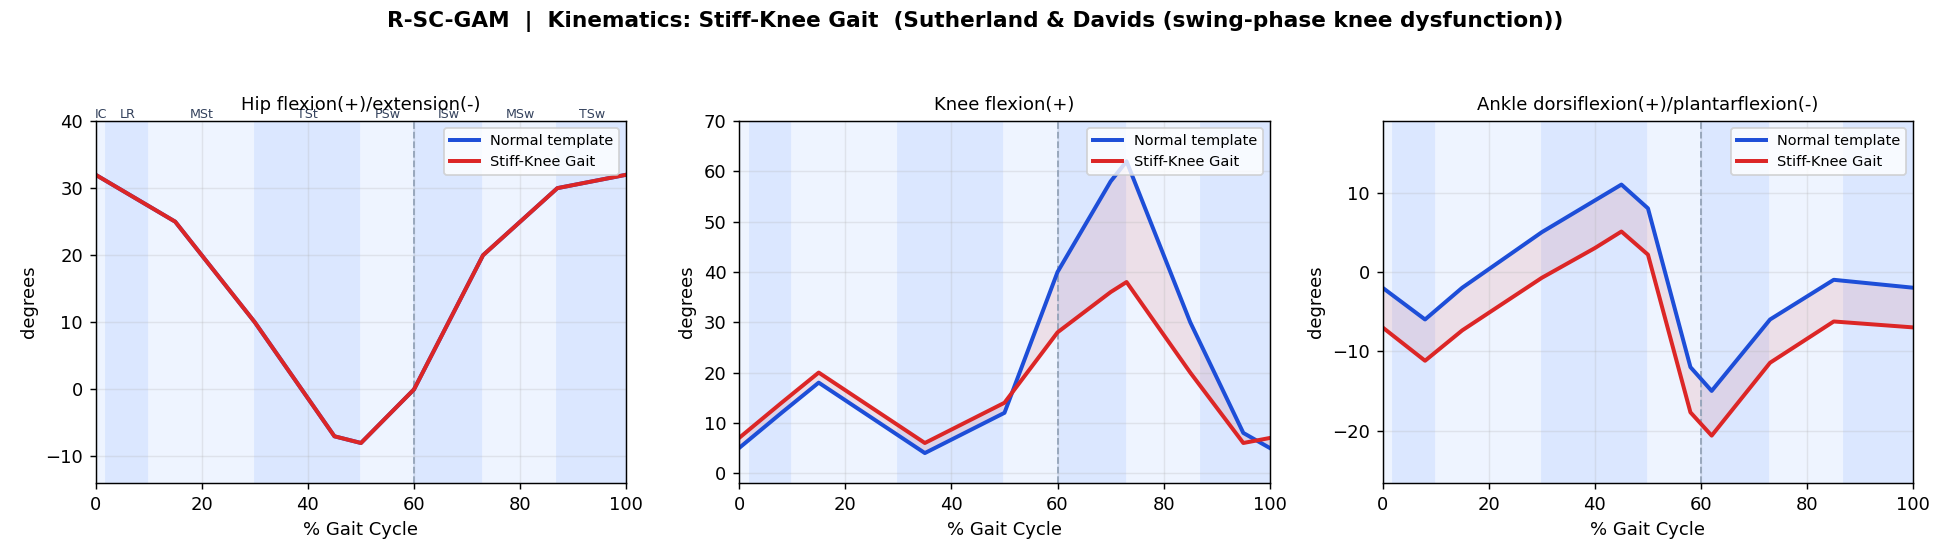 R-SC-GAM | Kinematics: Stiff-Knee Gait (Sutherland & Davids (swing-phase knee dysfunction))
Hip flexion(+)/extension(-)
IC LR MSt TSt PSw ISw MSw TSw
Normal template
Stiff-Knee Gait
degrees
40
30
20
10
0
−10
0 20 40 60 80 100
% Gait Cycle
Knee flexion(+)
Normal template
Stiff-Knee Gait
degrees
70
60
50
40
30
20
10
0
0 20 40 60 80 100
% Gait Cycle
Ankle dorsiflexion(+)/plantarflexion(-)
Normal template
Stiff-Knee Gait
degrees
10
0
−10
−20
0 20 40 60 80 100
% Gait Cycle